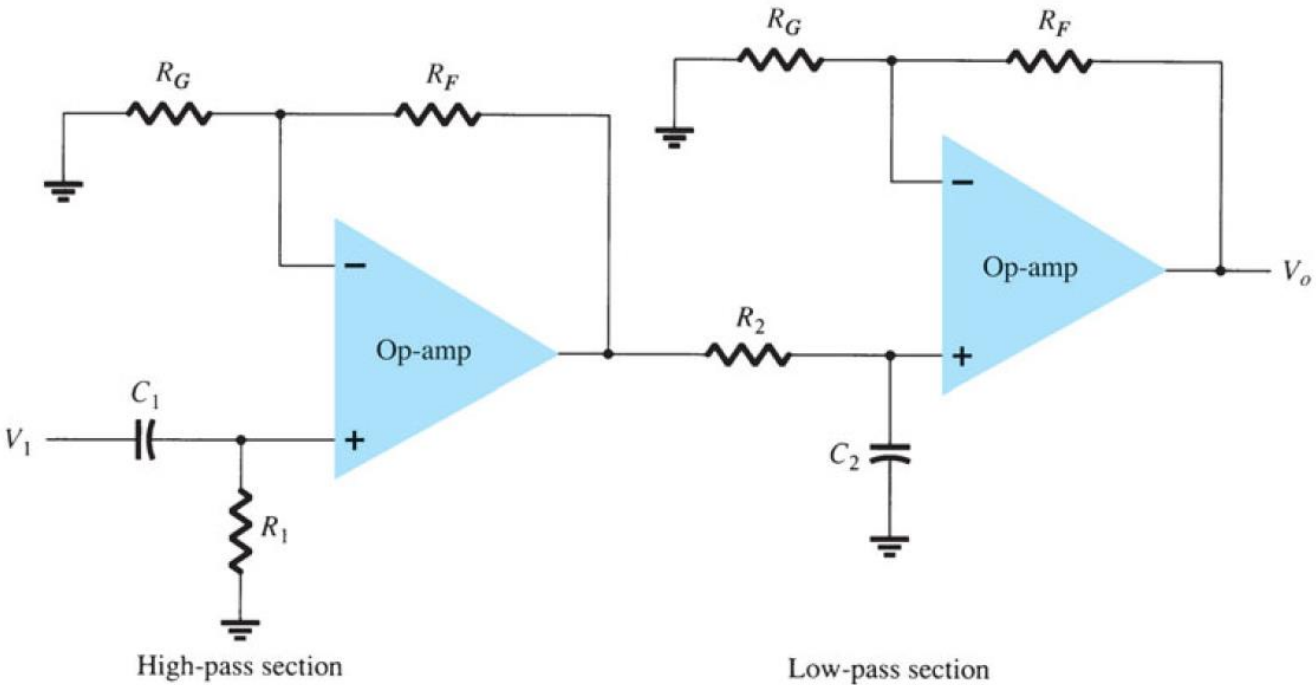 R_G
R_F
R_G
R_F
−
Op-amp
+
−
Op-amp
+
V_o
R_2
C_1
V_1
R_1
C_2
High-pass section
Low-pass section